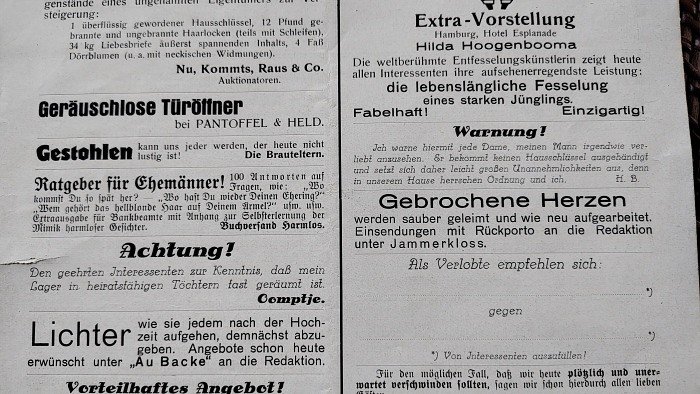 genstände eines ungenannten Eigentümers zur Ver-
steigerung:
1 überflüssig gewordener Hausschlüssel, 12 Pfund ge-
brannte und ungebrannte Haarlocken (teils mit Schleifen),
34 kg Liebesbriefe äußerst spannenden Inhalts, 4 Faß
Dörrblumen (u. a. mit neckischen Widmungen).
Nu, Kommts, Raus & Co.
Auktionatoren.
Geräuschlose Türöffner
bei PANTOFFEL & HELD.
Gestohlen kann uns jeder werden, der heute nicht
lustig ist! Die Brauteltern.
Ratgeber für Ehemänner! 100 Antworten auf
Fragen, wie: „Wo
kommst Du so spät her? — „Wo hast Du wieder Deinen Ehering?"
„Wem gehört das hellblonde Haar auf Deinem Ärmel?" usw. usw.
Extraausgabe für Bankbeamte mit Anhang zur Selbsterlernung der
Mimik harmloser Gesichter. Buchversand Harmlos.
Achtung!
Den geehrten Interessenten zur Kenntnis, daß mein
Lager in heiratsfähigen Töchtern fast geräumt ist.
Oomptje.
Lichter wie sie jedem nach der Hoch-
zeit aufgehen, demnächst abzu-
geben. Angebote schon heute
erwünscht unter „Au Backe" an die Redaktion.
Vorteilhaftes Angebot!
Extra-Vorstellung
Hamburg, Hotel Esplanade
Hilda Hoogenbooma
Die weltberühmte Entfesselungskünstlerin zeigt heute
allen Interessenten ihre aufsehenerregendste Leistung:
die lebenslängliche Fesselung
eines starken Jünglings.
Fabelhaft! Einzigartig!
Warnung!
Ich warne hiermit jede Dame, meinen Mann irgendwie ver-
liebt anzusehen. Er bekommt keinen Hausschlüssel ausgehändigt
und setzt sich daher leicht großen Unannehmlichkeiten aus, denn
in unserem Hause herrschen Ordnung und ich. H. B.
Gebrochene Herzen
werden sauber geleimt und wie neu aufgearbeitet.
Einsendungen mit Rückporto an die Redaktion
unter Jammerkloss.
Als Verlobte empfehlen sich:
*)
gegen
*)
*) Von Interessenten auszufüllen!
Für den möglichen Fall, daß wir heute plötzlich und uner-
wartet verschwinden sollten, sagen wir schon hierdurch allen lieben